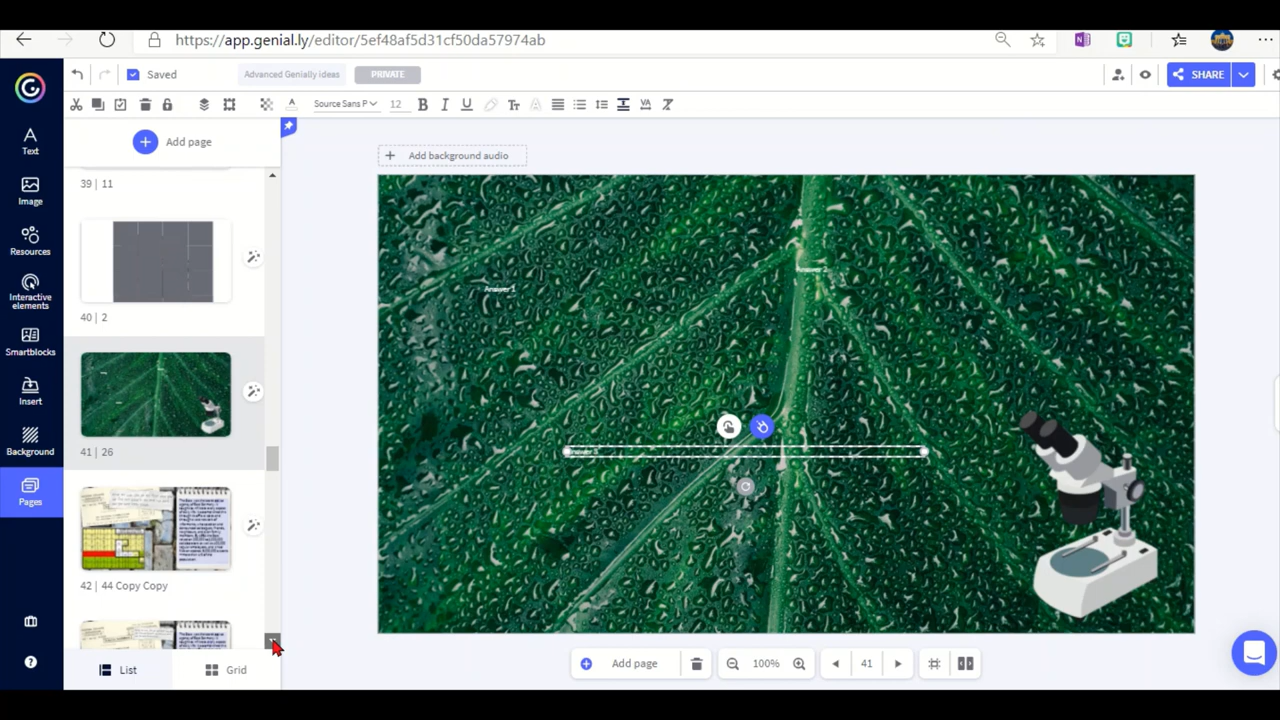 https://app.genial.ly/editor/5ef48af5d31cf50da57974ab
Saved
Advanced Genially ideas
PRIVATE
SHARE
Source Sans P
12
B I U
Add page
Add background audio
Text
Image
Resources
Interactive elements
Smartblocks
Insert
Background
Pages
39 | 11
40 | 2
41 | 26
42 | 44 Copy Copy
List
Grid
Answer 1
Answer 2
Answer 3
Add page
100%
41